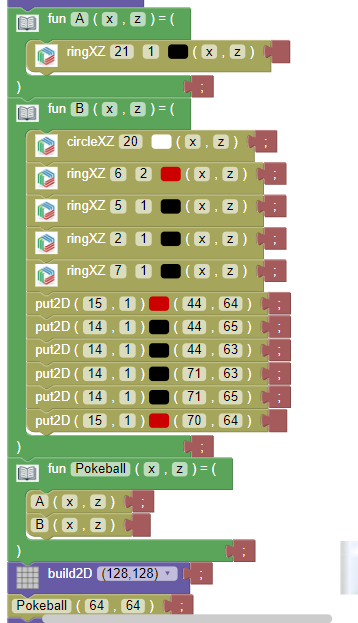 fun A ( x , z ) = (
ringXZ 21 1 ( x , z )
) ;
fun B ( x , z ) = (
circleXZ 20 ( x , z ) ;
ringXZ 6 2 ( x , z ) ;
ringXZ 5 1 ( x , z ) ;
ringXZ 2 1 ( x , z ) ;
ringXZ 7 1 ( x , z ) ;
put2D ( 15 , 1 ) ( 44 , 64 ) ;
put2D ( 14 , 1 ) ( 44 , 65 ) ;
put2D ( 14 , 1 ) ( 44 , 63 ) ;
put2D ( 14 , 1 ) ( 71 , 63 ) ;
put2D ( 14 , 1 ) ( 71 , 65 ) ;
put2D ( 15 , 1 ) ( 70 , 64 ) ;
) ;
fun Pokeball ( x , z ) = (
A ( x , z ) ;
B ( x , z )
) ;
build2D (128,128) ;
Pokeball ( 64 , 64 ) ;